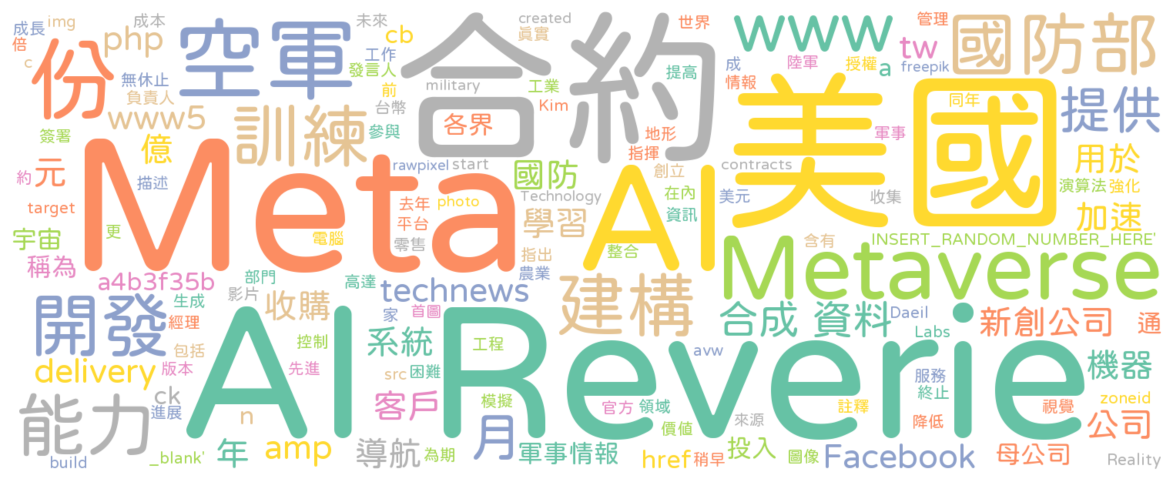 成長
img
成本
未來
created
真實
世界
管理
倍
php
cb
工作
www
tw
國防部
c
無休止
發言人
提高
陸軍
成
情報
授權
a
freepik
份
負責人
空軍
合約
前
military
工業
www5
台幣
Kim
美國
同年
提供
簽署
億
訓練
參與
各界
地形
指揮
軍事
用於
約
元
描述
Meta
rawpixel
start
國防
創立
contracts
演算法
強化
AI
target
去年
photo
Technology
在內
美元
收集
加速
宇宙
更
電腦
平台
學習
資訊
零售
指出
整合
含有
INSERT_RANDOM_NUMBER_HERE'
稱為
a4b3f35b
部門
高達
農業
Metaverse
開發
生成
影片
收購
technews
建構
家
首圖
合成 資料
Daeil
新創公司
通
經理
AI Reverie
控制
系統
工程
Labs
包括
avw
delivery
版本
先進
困難
src
機器
服務
能力
ck
進展
客戶
模擬
官方
領域
終止
註釋
zoneid
n
價值
來源
降低
視覺
公司
年
amp
導航
為期
月
軍事情報
href
稍早
投入
圖像
Facebook
母公司
build
_blank'
Reality